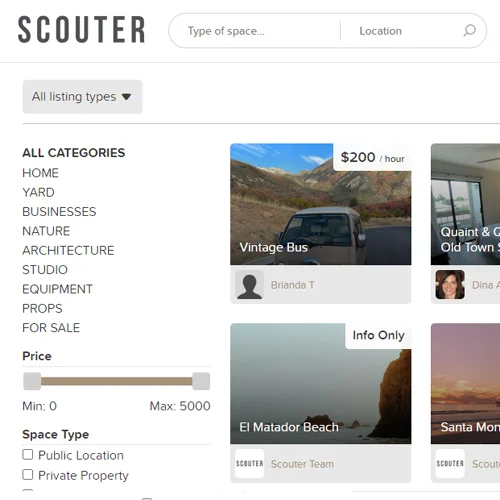 SCOUTER
Type of space...
Location
All listing types
ALL CATEGORIES
HOME
YARD
BUSINESSES
NATURE
ARCHITECTURE
STUDIO
EQUIPMENT
PROPS
FOR SALE
Price
Min: 0
Max: 5000
Space Type
Public Location
Private Property
$200 / hour
Vintage Bus
Brianda T
Quaint & Q
Old Town S
Dina A
Info Only
El Matador Beach
SCOUTER
Scouter Team
Santa Mon
SCOUTER
Scoute